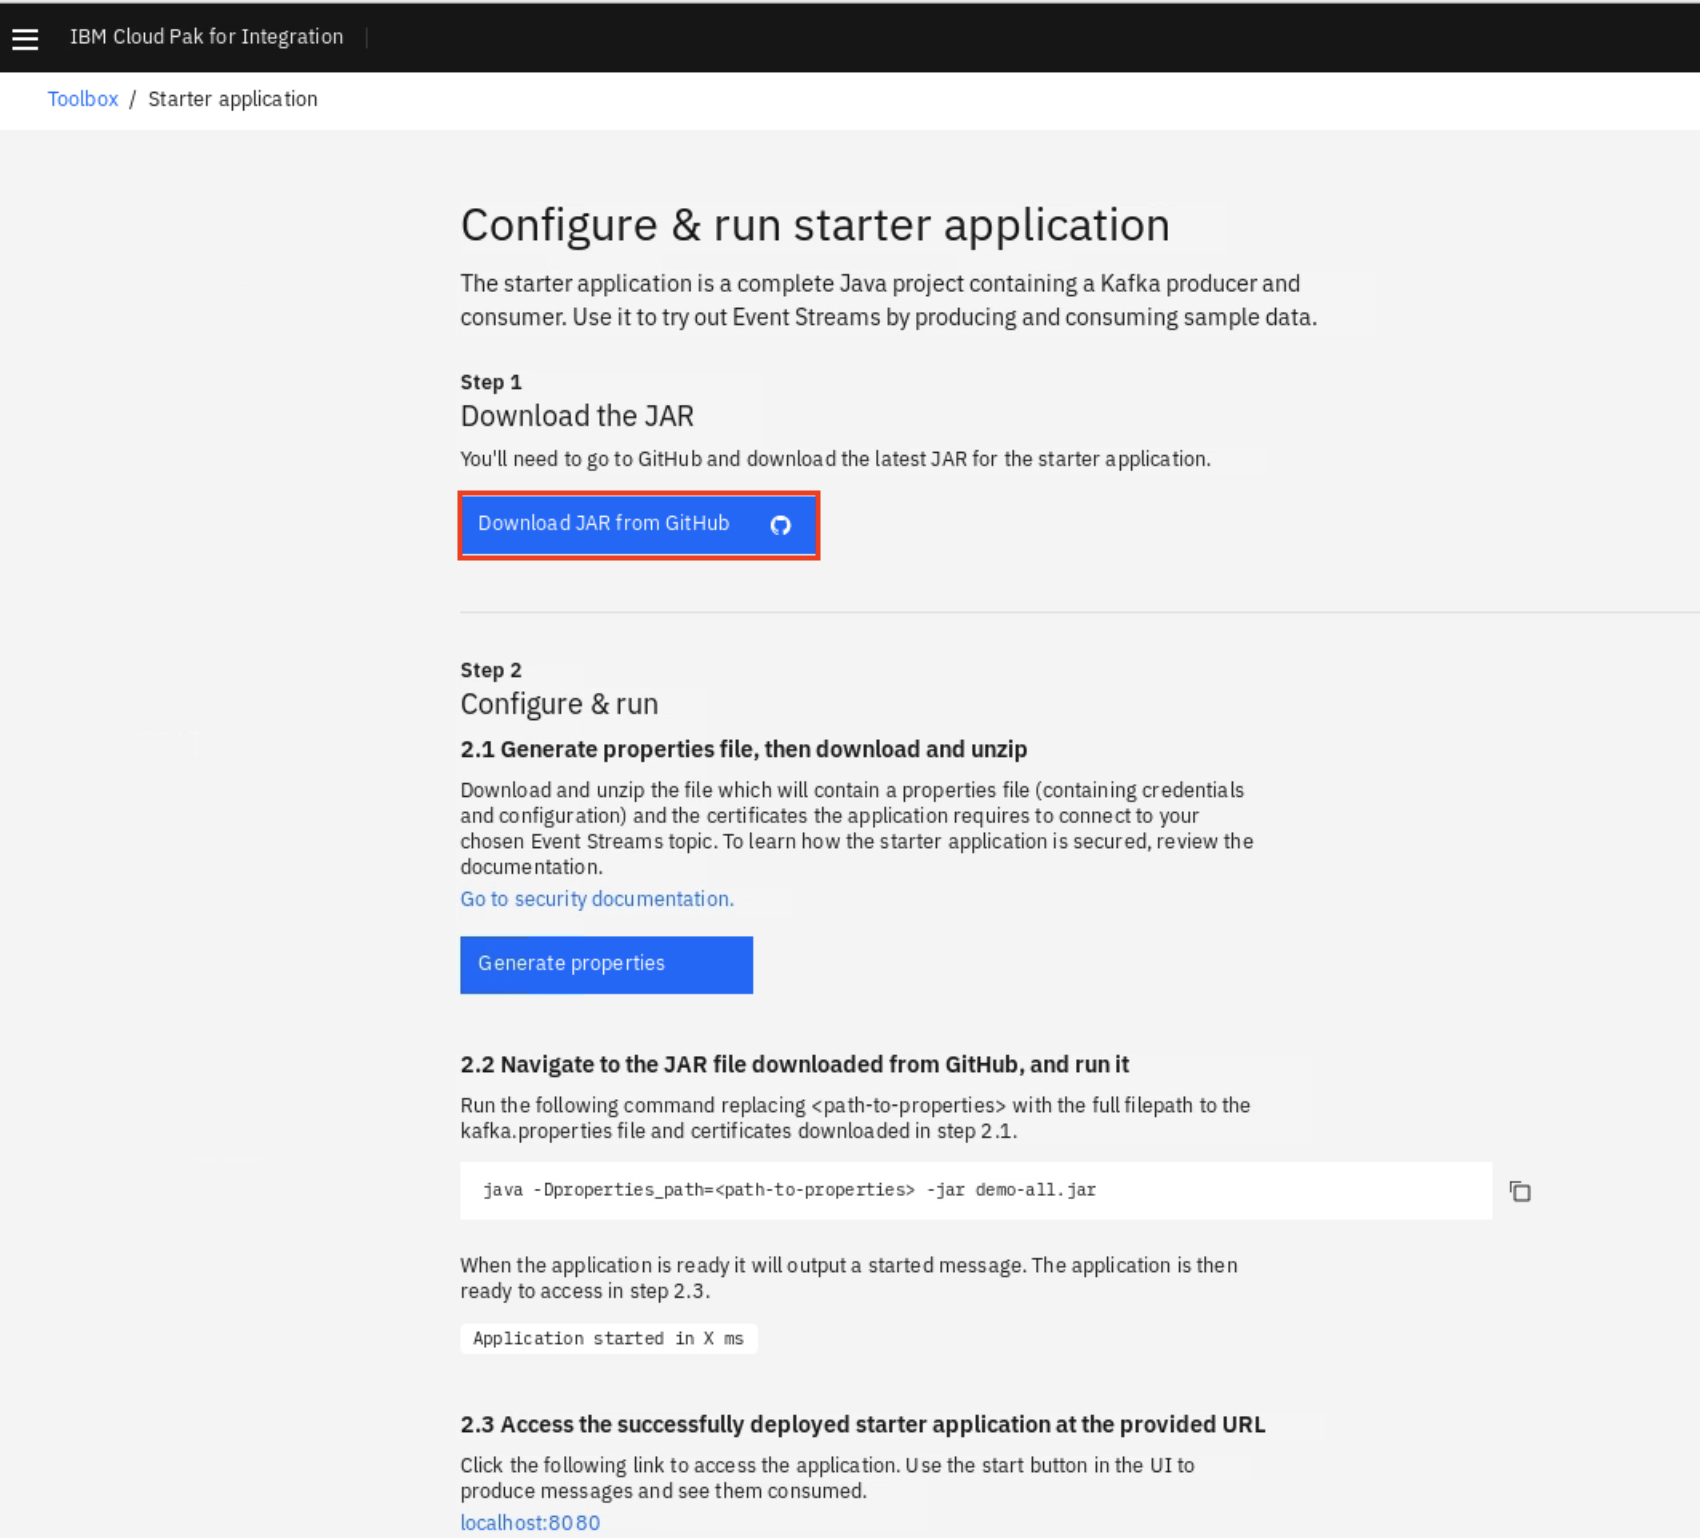 IBM Cloud Pak for Integration
Toolbox / Starter application
Configure & run starter application
The starter application is a complete Java project containing a Kafka producer and
consumer. Use it to try out Event Streams by producing and consuming sample data.
Step 1
Download the JAR
You'll need to go to GitHub and download the latest JAR for the starter application.
Download JAR from GitHub
Step 2
Configure & run
2.1 Generate properties file, then download and unzip
Download and unzip the file which will contain a properties file (containing credentials
and configuration) and the certificates the application requires to connect to your
chosen Event Streams topic. To learn how the starter application is secured, review the
documentation.
Go to security documentation.
Generate properties
2.2 Navigate to the JAR file downloaded from GitHub, and run it
Run the following command replacing <path-to-properties> with the full filepath to the
kafka.properties file and certificates downloaded in step 2.1.
java -Dproperties_path=<path-to-properties> -jar demo-all.jar
When the application is ready it will output a started message. The application is then
ready to access in step 2.3.
Application started in X ms
2.3 Access the successfully deployed starter application at the provided URL
Click the following link to access the application. Use the start button in the UI to
produce messages and see them consumed.
localhost:8080